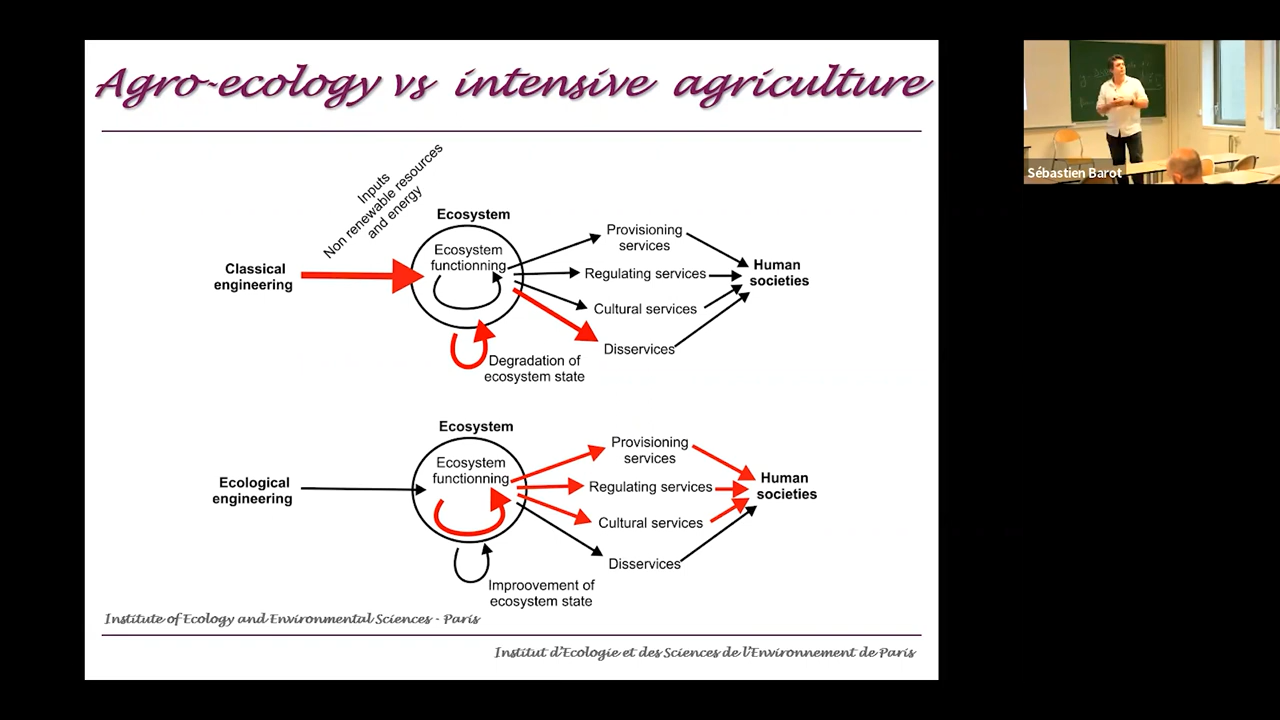 Agro-ecology vs intensive agriculture
Inputs
Non renewable resources
and energy
Ecosystem
Ecosystem
functionning
Classical
engineering
Provisioning
services
Regulating services
Cultural services
Disservices
Human
societies
Degradation of
ecosystem state
Ecosystem
Ecosystem
functionning
Ecological
engineering
Provisioning
services
Regulating services
Cultural services
Disservices
Human
societies
Improovement of
ecosystem state
Institute of Ecology and Environmental Sciences - Paris
Institut d'Ecologie et des Sciences de l'Environnement de Paris
Sébastien Barot